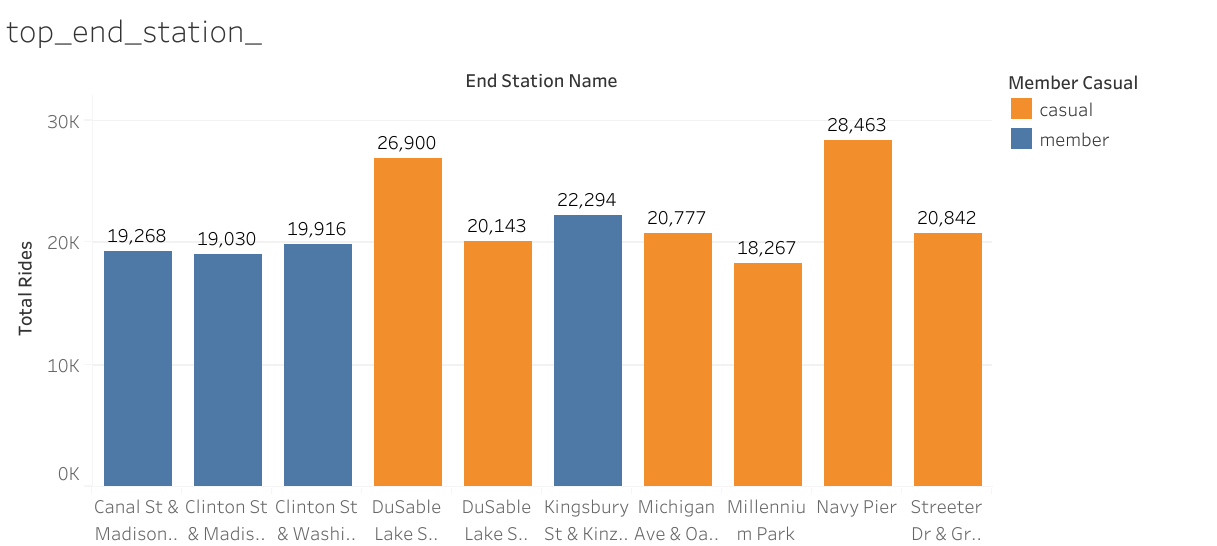 top_end_station_
End Station Name
Member Casual
casual
member
30K
20K
10K
0K
Total Rides
19,268
19,030
19,916
26,900
20,143
22,294
20,777
18,267
28,463
20,842
Canal St &
Madison..
Clinton St
& Madis..
Clinton St
& Washi..
DuSable
Lake S..
DuSable
Lake S..
Kingsbury
St & Kinz..
Michigan
Ave & Oa..
Millenniu
m Park
Navy Pier
Streeter
Dr & Gr..